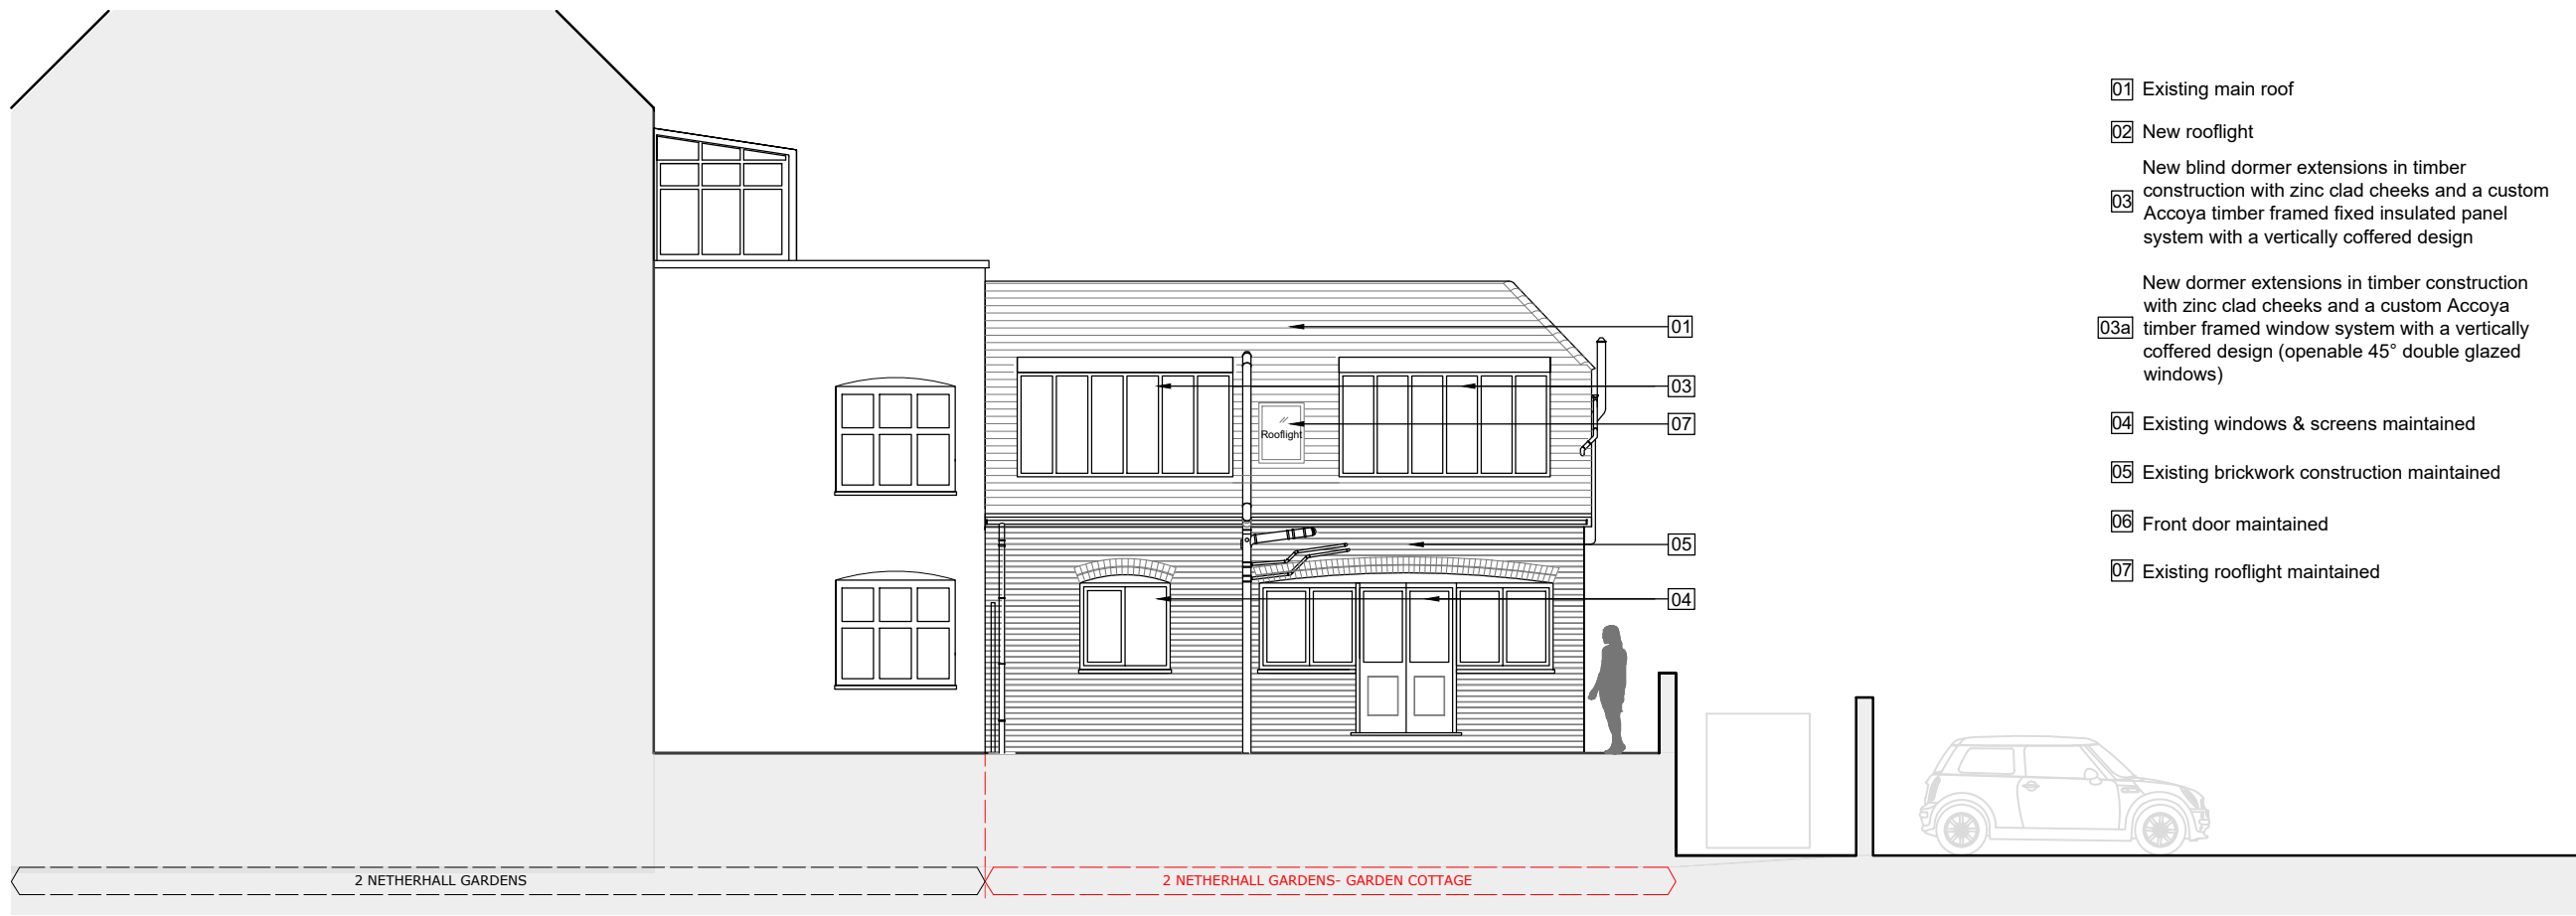 01 Existing main roof
02 New rooflight
New blind dormer extensions in timber
03 construction with zinc clad cheeks and a custom
Accoya timber framed fixed insulated panel
system with a vertically coffered design
New dormer extensions in timber construction
with zinc clad cheeks and a custom Accoya
03a timber framed window system with a vertically
coffered design (openable 45° double glazed
windows)
04 Existing windows & screens maintained
05 Existing brickwork construction maintained
06 Front door maintained
07 Existing rooflight maintained
01
03
07
Rooflight
05
04
2 NETHERHALL GARDENS
2 NETHERHALL GARDENS- GARDEN COTTAGE